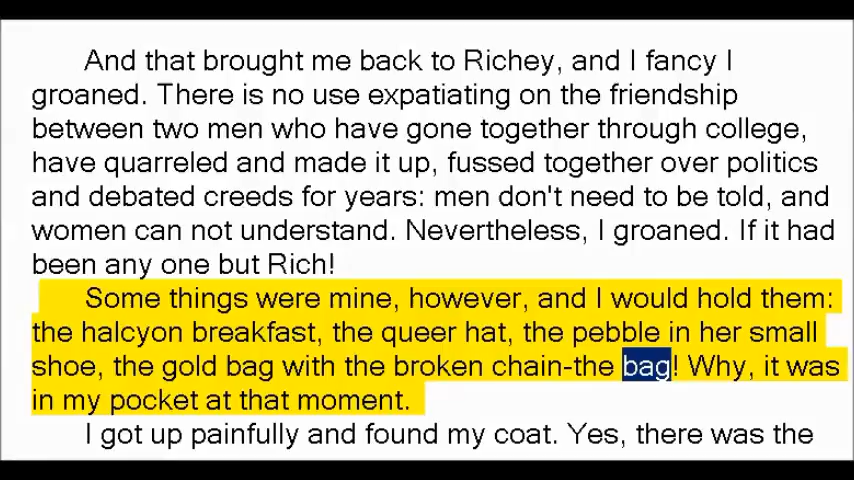 And that brought me back to Richey, and I fancy I
groaned. There is no use expatiating on the friendship
between two men who have gone together through college,
have quarreled and made it up, fussed together over politics
and debated creeds for years: men don't need to be told, and
women can not understand. Nevertheless, I groaned. If it had
been any one but Rich!
Some things were mine, however, and I would hold them:
the halcyon breakfast, the queer hat, the pebble in her small
shoe, the gold bag with the broken chain-the bag! Why, it was
in my pocket at that moment.
I got up painfully and found my coat. Yes, there was the